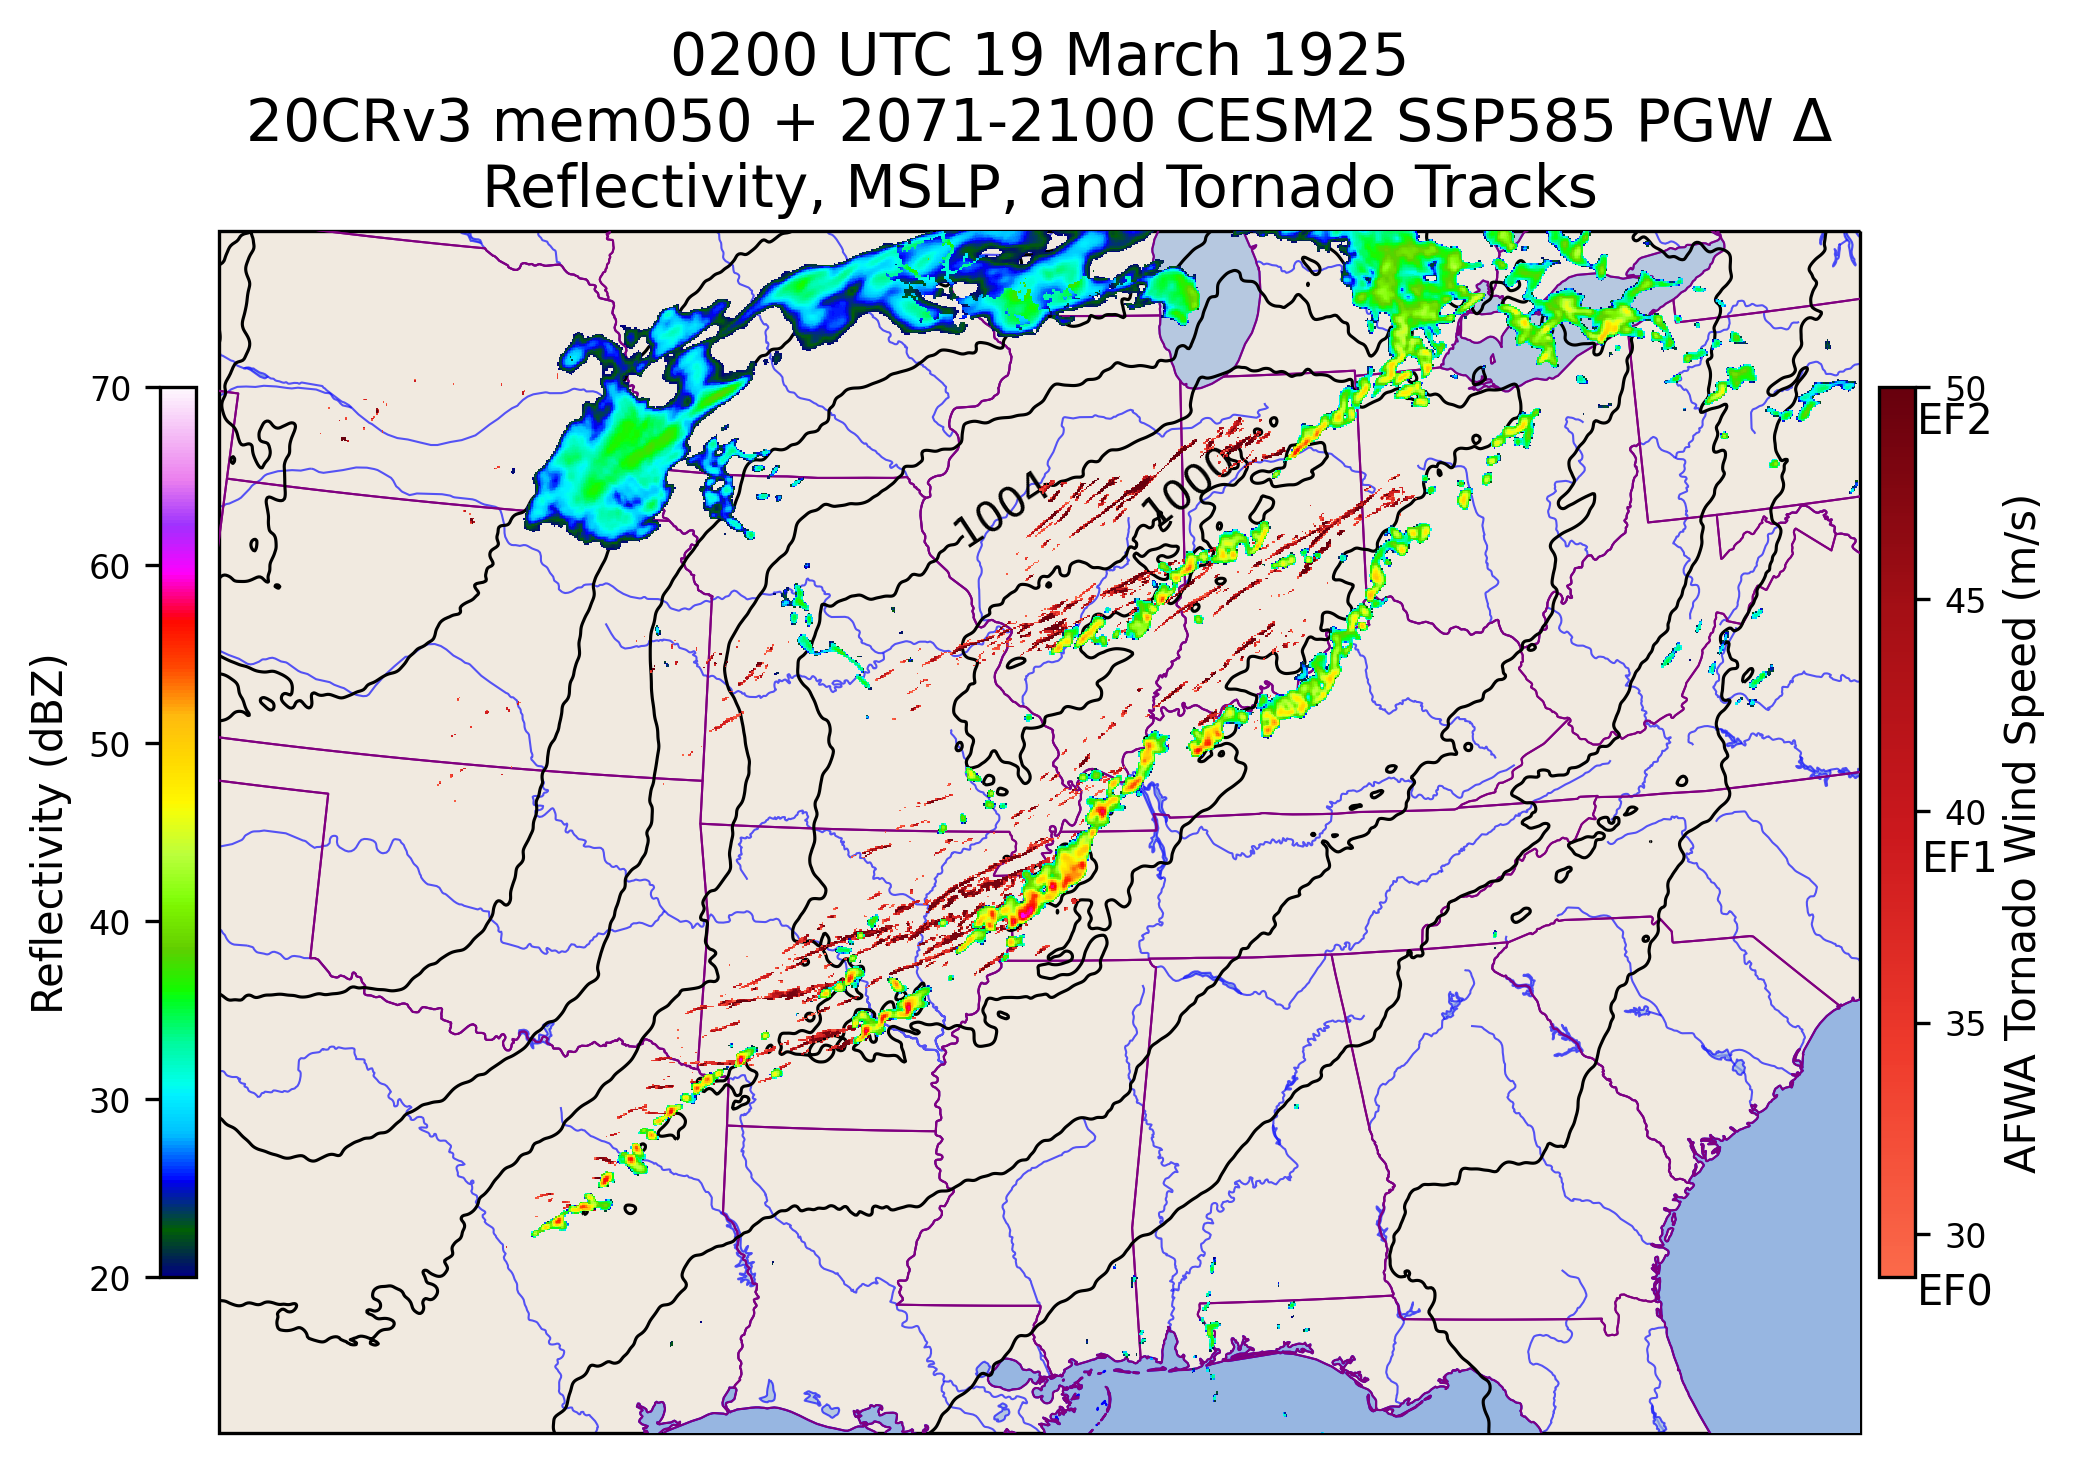 0200 UTC 19 March 1925
20CRv3 mem050 + 2071-2100 CESM2 SSP585 PGW Δ
Reflectivity, MSLP, and Tornado Tracks
70
60
50
40
30
20
Reflectivity (dBZ)
1004
1000
50
EF2
45
40
EF1
35
30
EF0
AFWA Tornado Wind Speed (m/s)